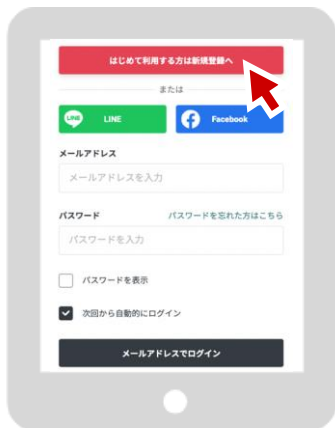 はじめて利用する方は新規登録へ
または
LINE LINE
Facebook
メールアドレス
メールアドレスを入力
パスワード パスワードを忘れた方はこちら
パスワードを入力
パスワードを表示
次回から自動的にログイン
メールアドレスでログイン